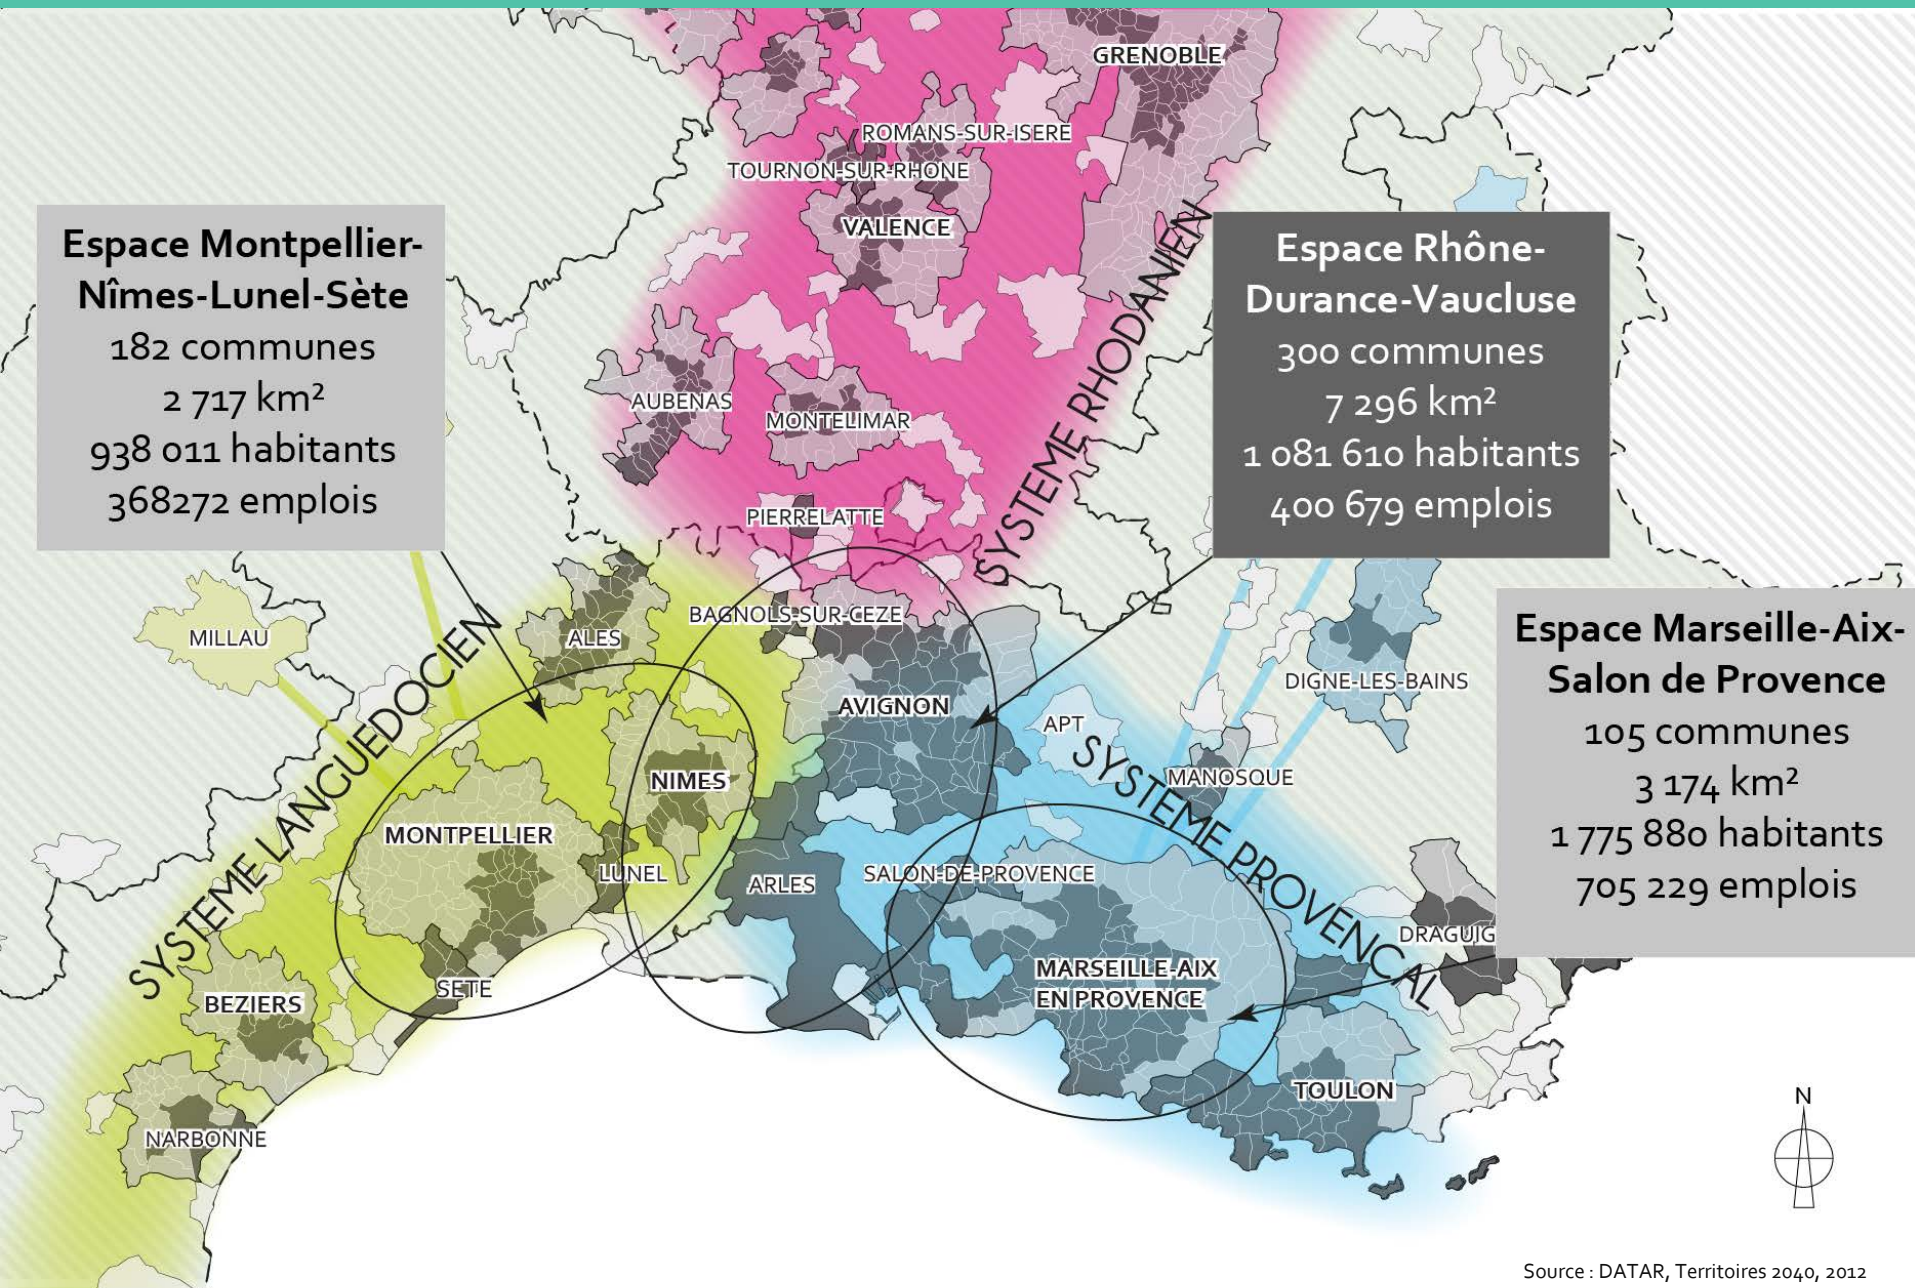 GRENOBLE
ROMANS-SUR-ISERE
TOURNON-SUR-RHONE
VALENCE
Espace Montpellier-
Nîmes-Lunel-Sète
182 communes
2 717 km²
938 011 habitants
368272 emplois
Espace Rhône-
Durance-Vaucluse
300 communes
7 296 km²
1 081 610 habitants
400 679 emplois
SYSTEME RHODANIEN
AUBENAS
MONTELIMAR
PIERRELATTE
BAGNOLS-SUR-CEZE
MILLAU
ALES
SYSTEME LANGUEDOCIEN
Espace Marseille-Aix-
Salon de Provence
105 communes
3 174 km²
1 775 880 habitants
705 229 emplois
DIGNE-LES-BAINS
AVIGNON
APT
SYSTEME PROVENCAL
MANOSQUE
NIMES
MONTPELLIER
LUNEL
ARLES
SALON-DE-PROVENCE
DRAGUIG
MARSEILLE-AIX
EN PROVENCE
SETE
BEZIERS
TOULON
NARBONNE
N
Source : DATAR, Territoires 2040, 2012